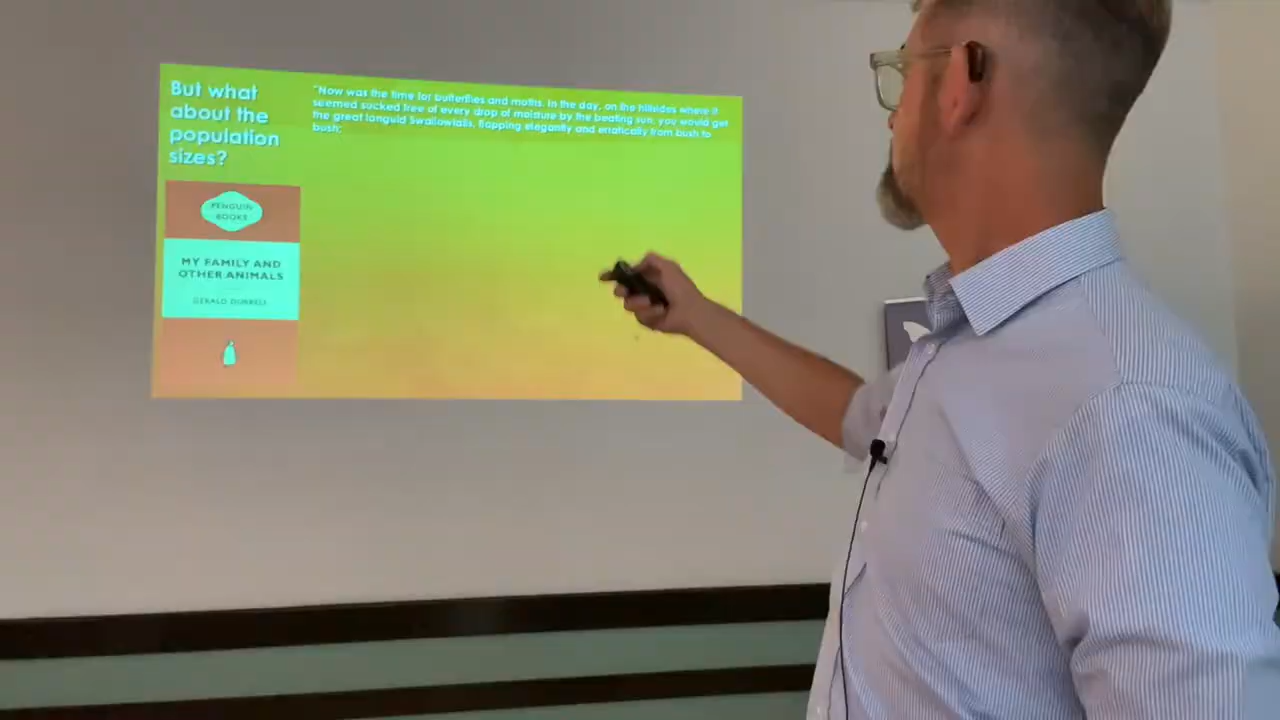 But what
about the
population
sizes?
"Now was the time for butterflies and moths. In the day, on the hillsides where it
seemed sucked free of every drop of moisture by the beating sun, you would get
the great languid Swallowtails, flapping elegantly and erratically from bush to
bush;
PENGUIN
BOOKS
MY FAMILY AND
OTHER ANIMALS
GERALD DURRELL